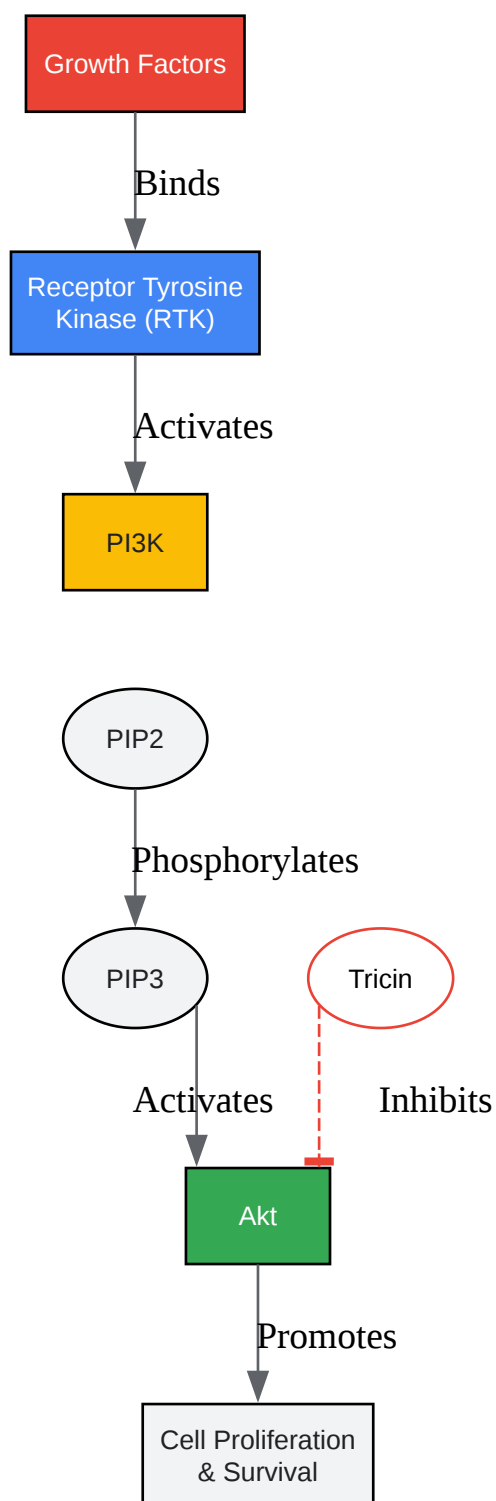 Growth Factors
Binds
Receptor Tyrosine
Kinase (RTK)
Activates
PI3K
PIP2
Phosphorylates
PIP3
Tricin
Activates
Inhibits
Akt
Promotes
Cell Proliferation
& Survival